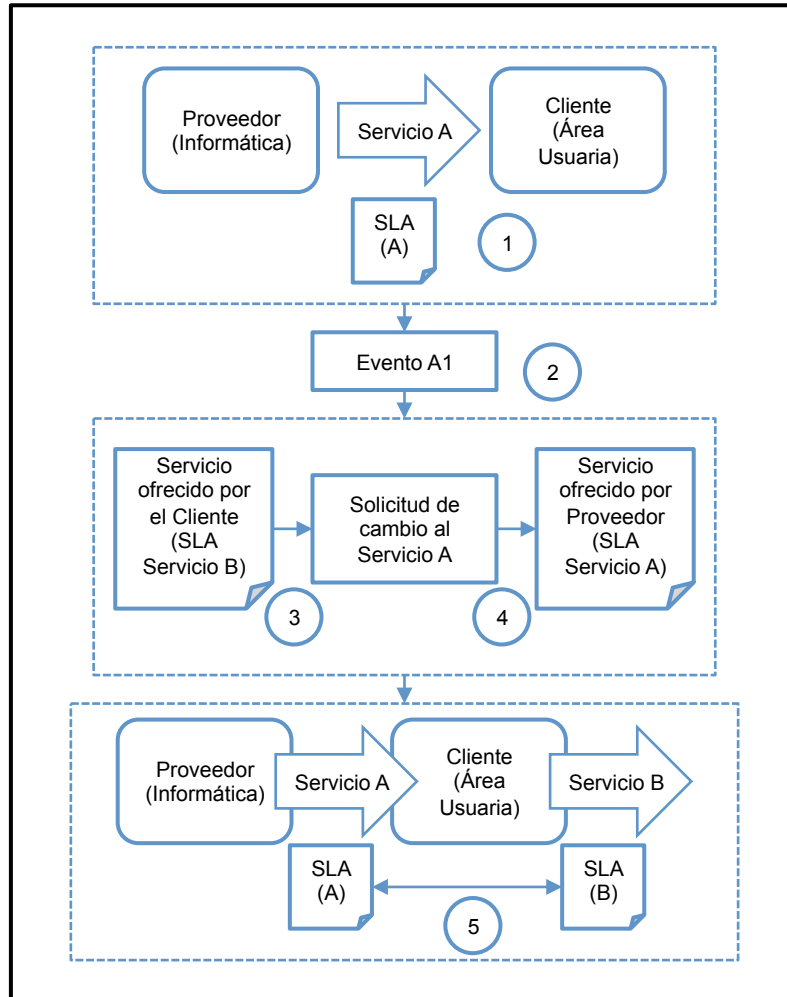 Proveedor
(Informática)
Servicio A
Cliente
(Área
Usuaria)
SLA
(A)
1
Evento A1
2
Servicio
ofrecido por
el Cliente
(SLA
Servicio B)
Solicitud de
cambio al
Servicio A
Servicio
ofrecido por
Proveedor
(SLA
Servicio A)
3
4
Proveedor
(Informática)
Servicio A
Cliente
(Área
Usuaria)
Servicio B
SLA
(A)
SLA
(B)
5